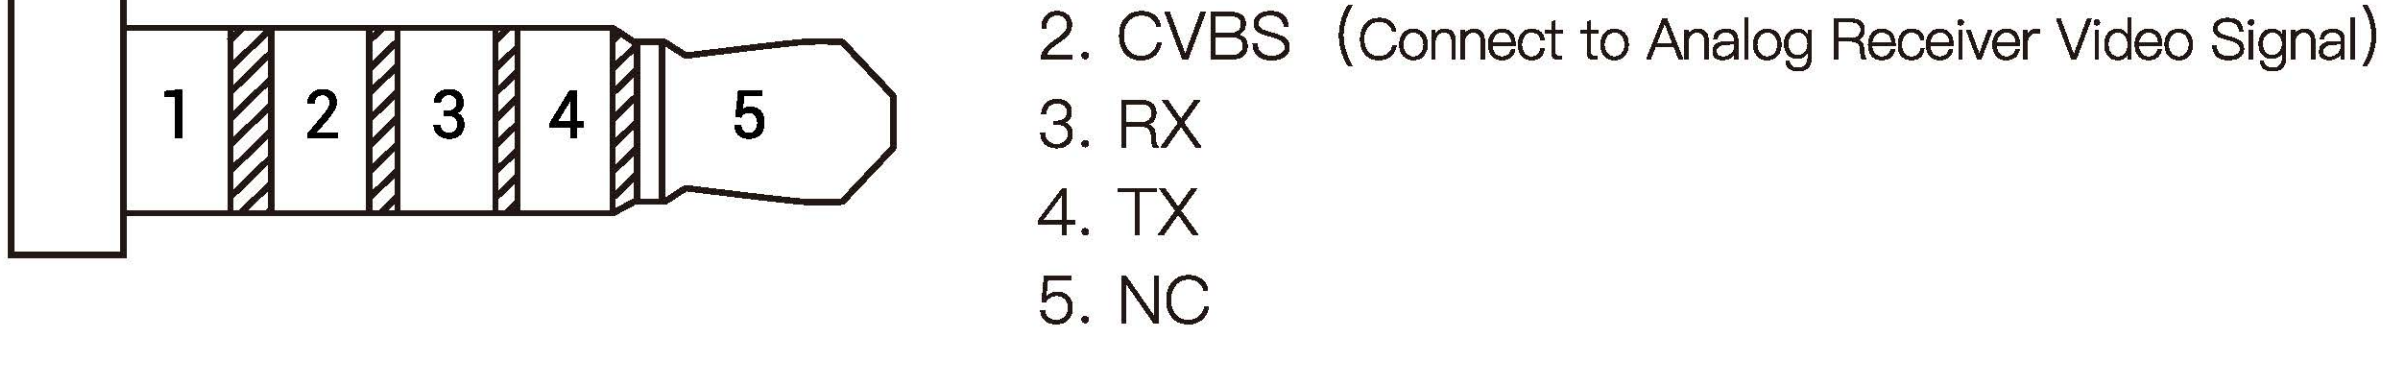 1 2 3 4 5
2. CVBS (Connect to Analog Receiver Video Signal)
3. RX
4. TX
5. NC